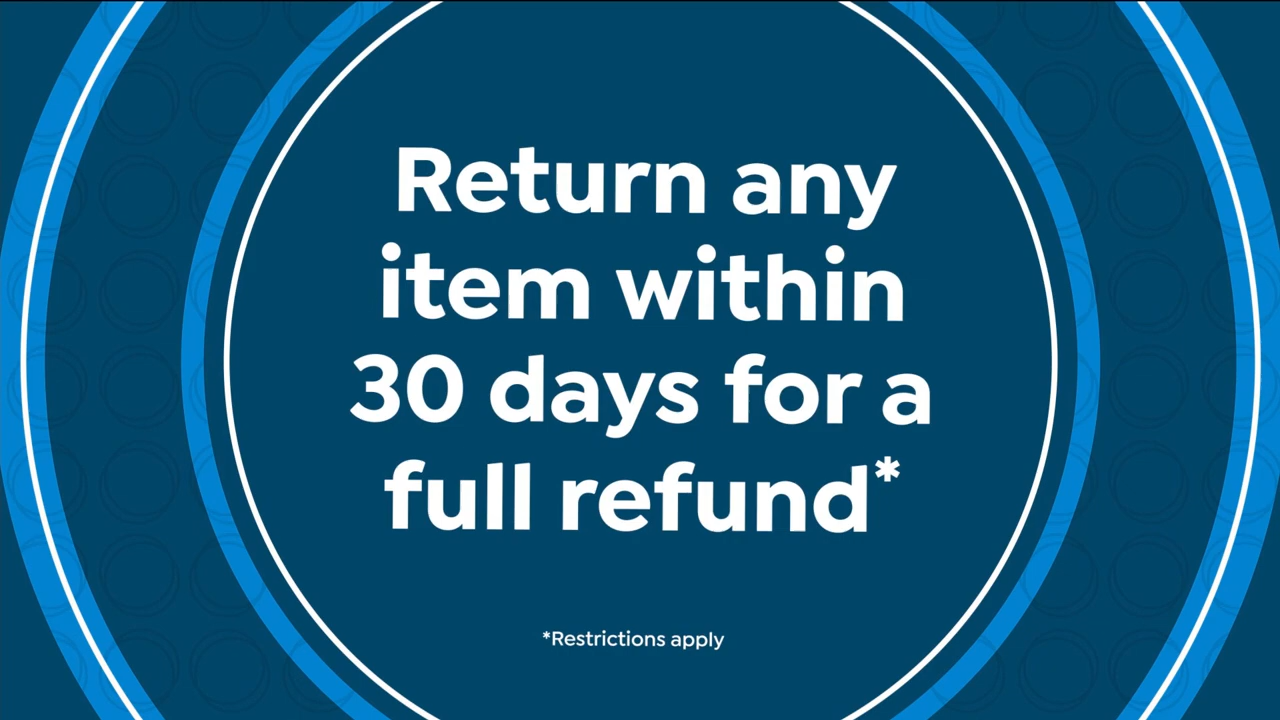 Return any
item within
30 days for a
full refund*
*Restrictions apply